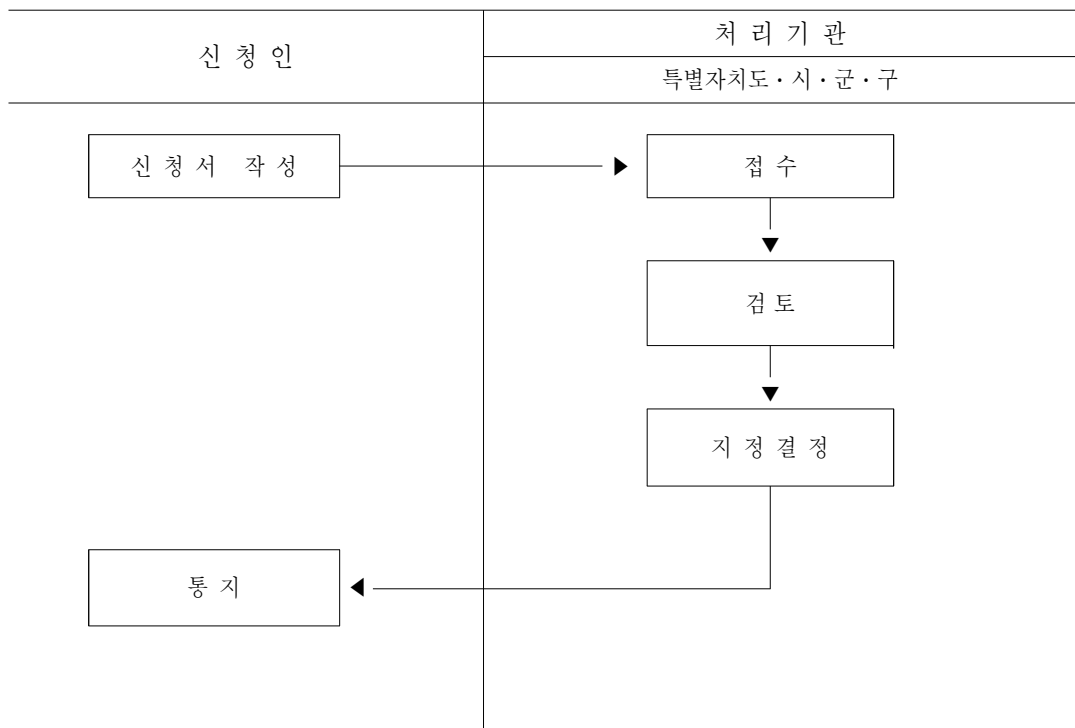 신 청 인
처 리 기 관
특별자치도・시・군・구
신 청 서 작 성
접 수
검 토
지 정 결 정
통 지